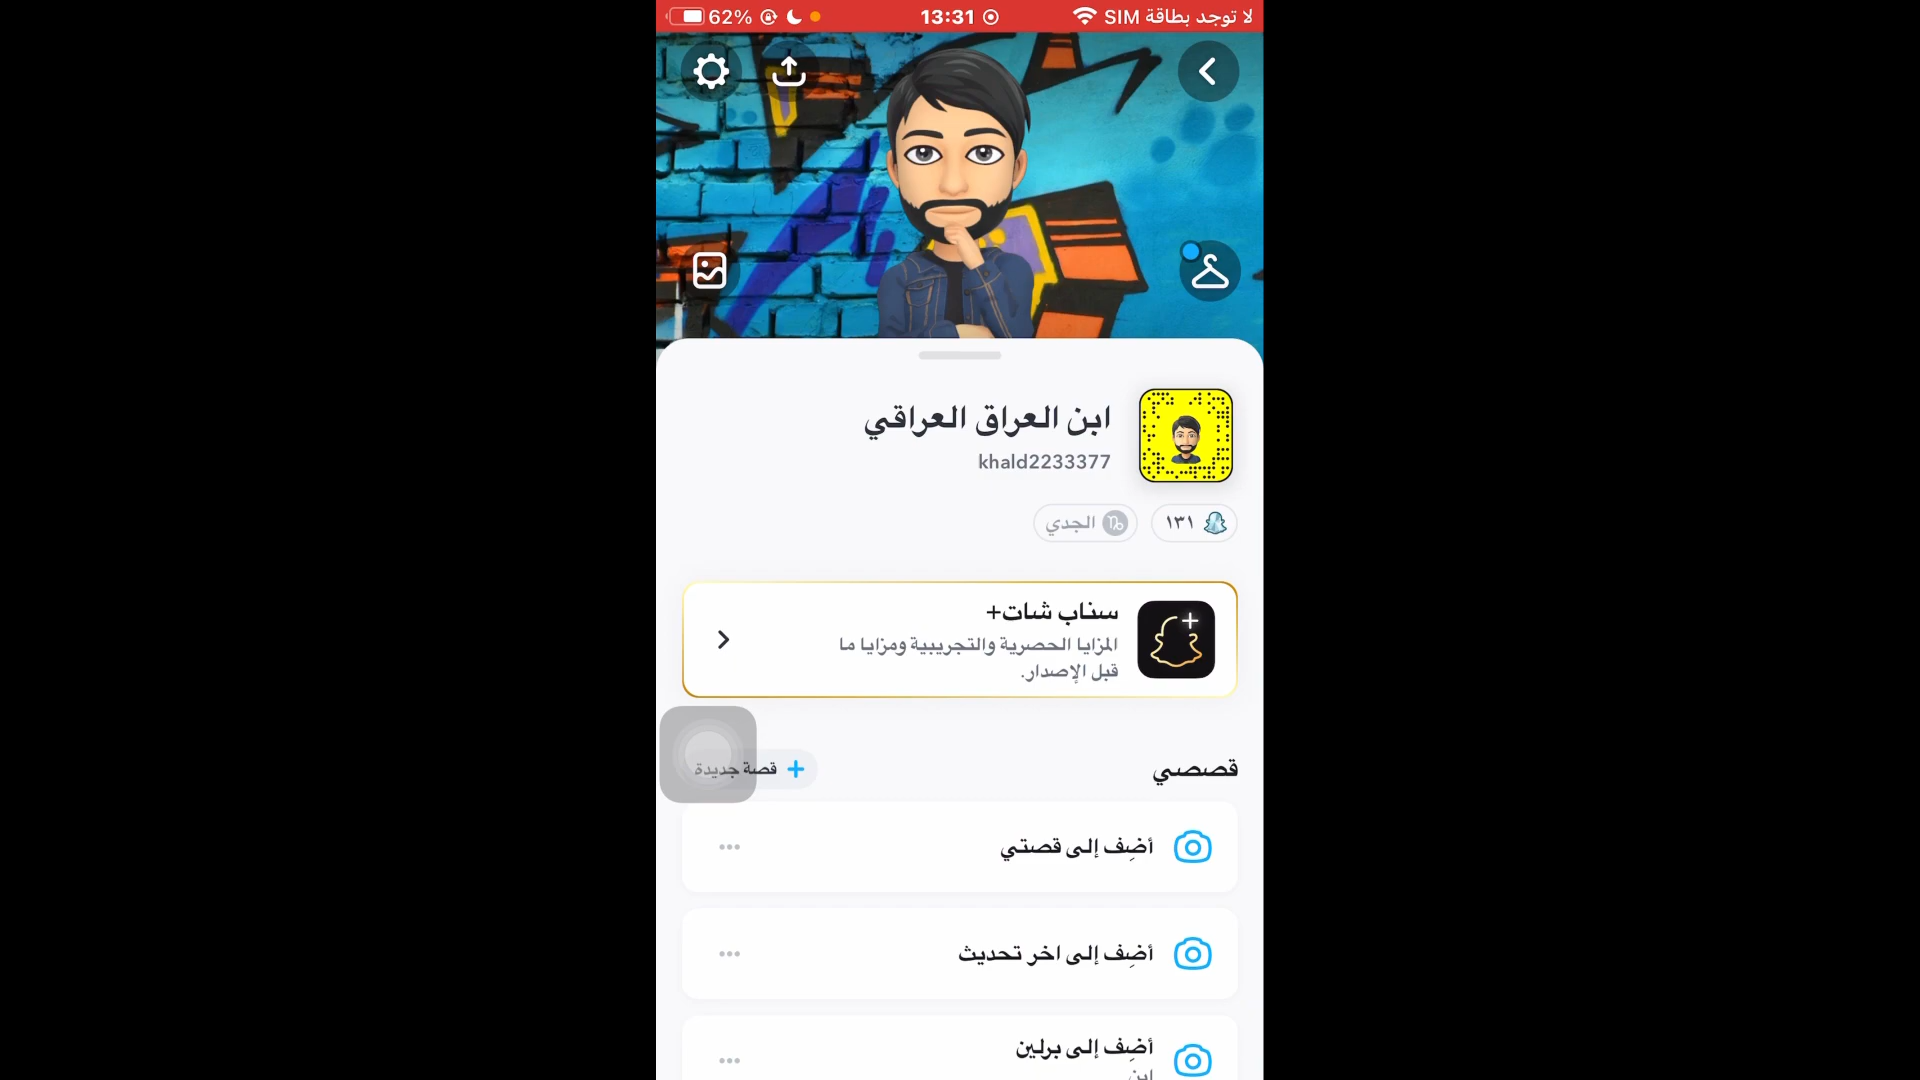 لا توجد بطاقة SIM
13:31
62%
ابن العراق العراقي
khald2233377
١٣١
الجدي
سناب شات+
المزايا الحصرية والتجريبية ومزايا ما
قبل الإصدار.
قصصي
قصة جديدة
أضِف إلى قصتي
أضِف إلى اخر تحديث
أضِف إلى برلين
ابن